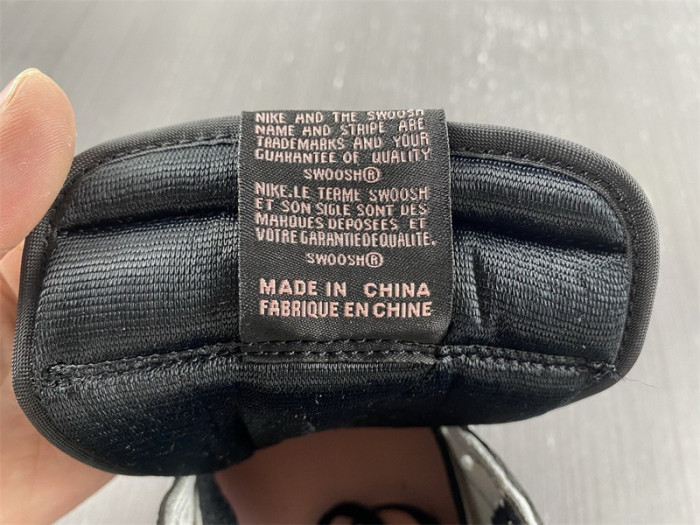 NIKE AND THE SWOOSH
NAME AND STRIPE ARE
TRADEMARKS AND YOUR
GUARANTEE OF QUALITY
SWOOSH®
NIKE.LE TERME SWOOSH
ET SON SIGLE SONT DES
MARQUES DEPOSEES ET
VOTRE GARANTIE DE QUALITE.
SWOOSH®
MADE IN CHINA
FABRIQUE EN CHINE